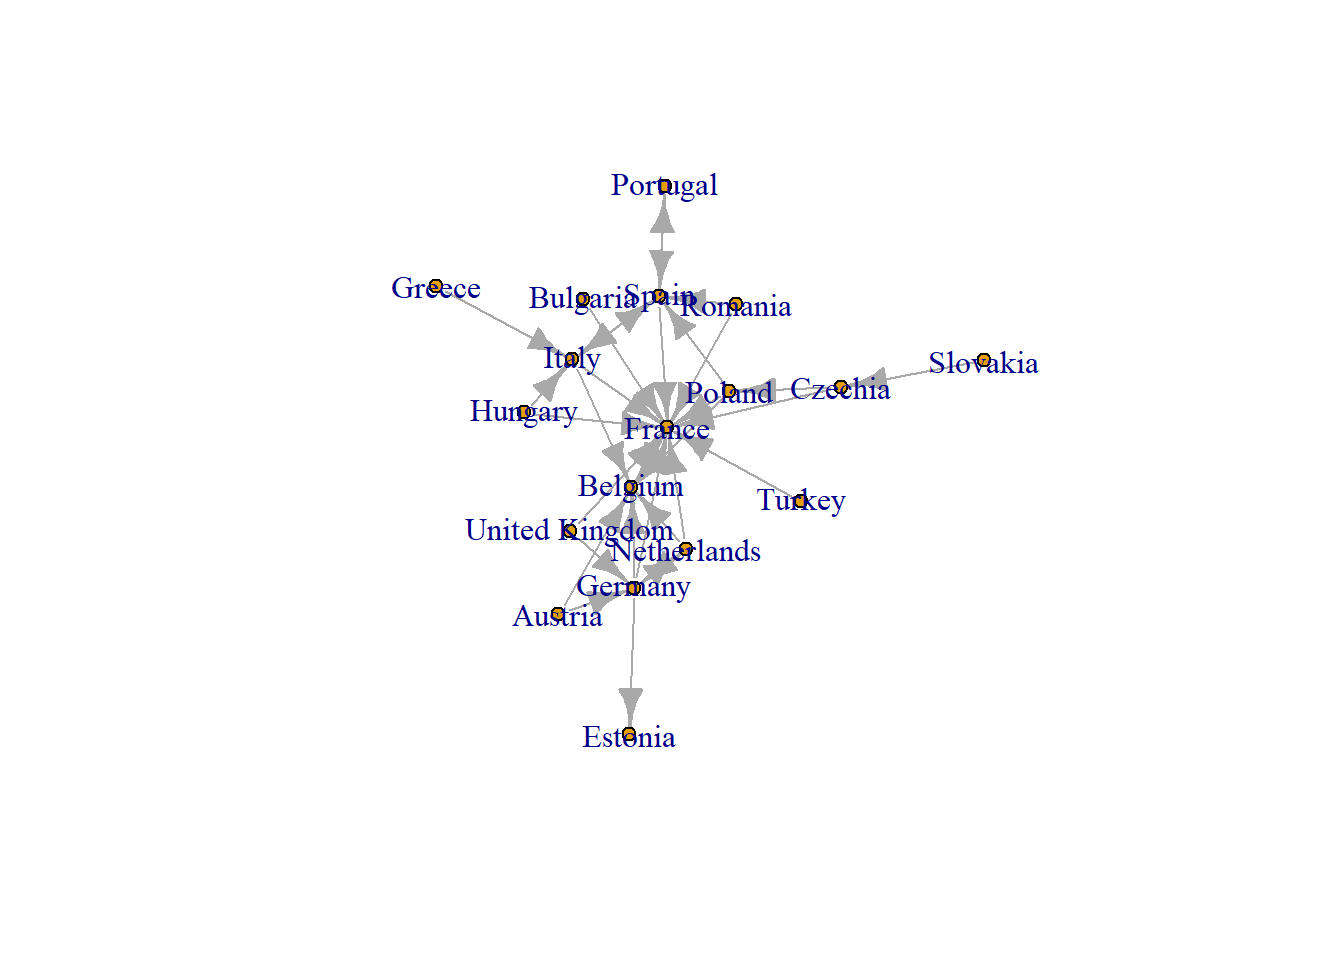 Portugal
Greece
Bulgaria
Spain
Romania
Italy
Slovakia
Poland
Czechia
Hungary
France
Belgium
Turkey
United Kingdom
Netherlands
Germany
Austria
Estonia